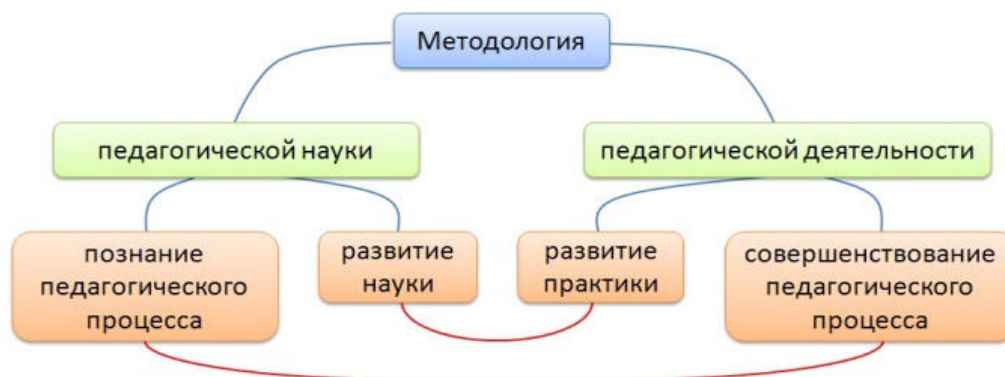 Методология
педагогической науки
педагогической деятельности
познание
педагогического
процесса
развитие
науки
развитие
практики
совершенствование
педагогического
процесса